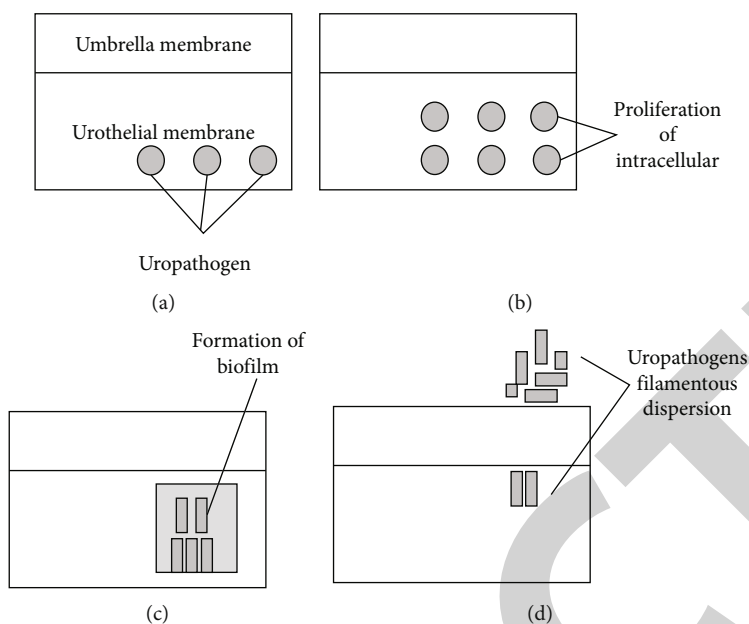 Umbrella membrane
Urothelial membrane
Uropathogen
(a)
Proliferation
of
intracellular
(b)
Formation of
biofilm
(c)
Uropathogens
filamentous
dispersion
(d)